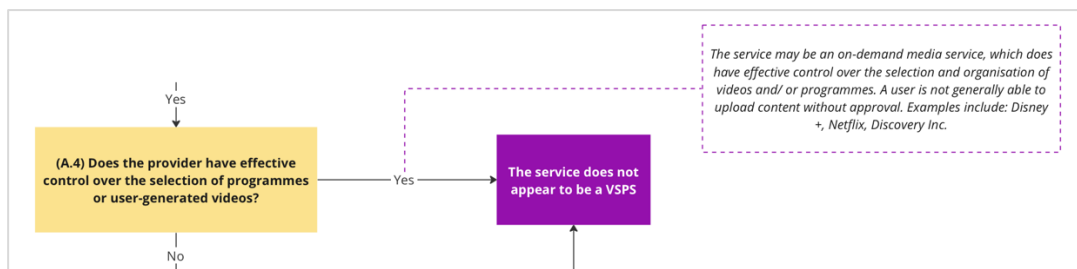 The service may be an on-demand media service, which does
have effective control over the selection and organisation of
videos and/ or programmes. A user is not generally able to
upload content without approval. Examples include: Disney
+, Netflix, Discovery Inc.
Yes
(A.4) Does the provider have effective
control over the selection of programmes
or user-generated videos?
Yes
The service does not
appear to be a VSPS
No